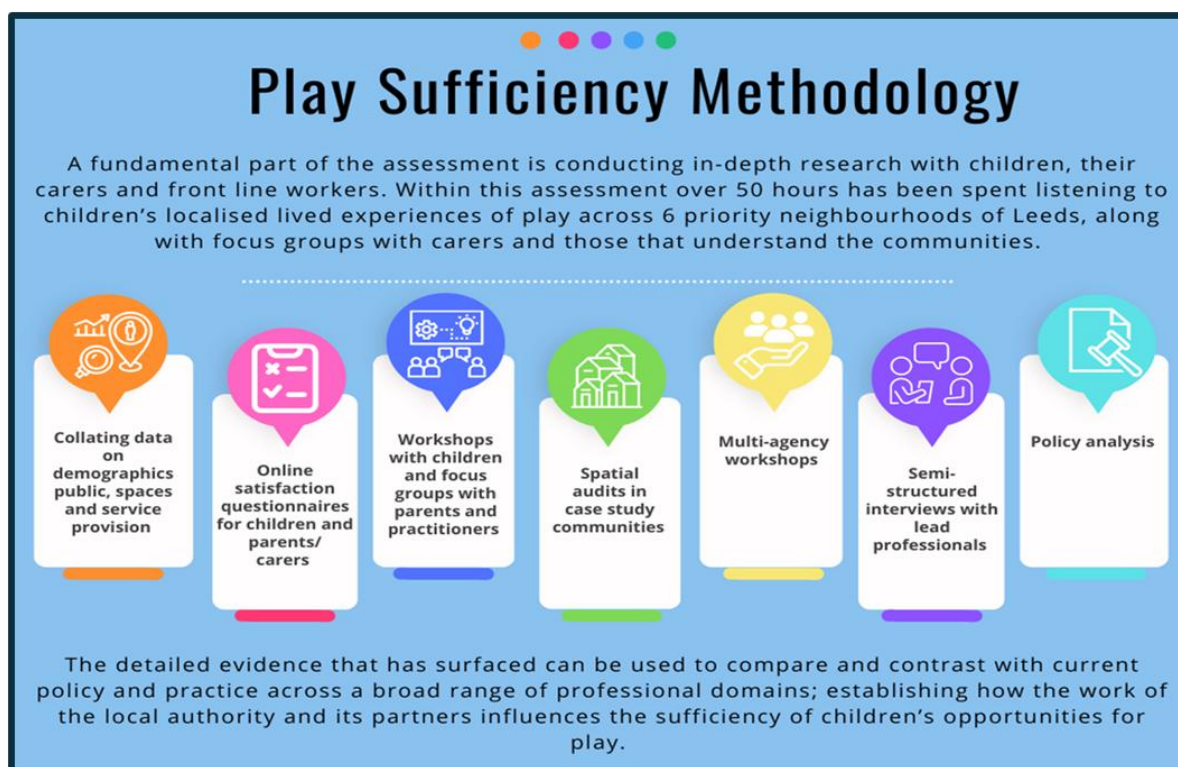 Play Sufficiency Methodology
A fundamental part of the assessment is conducting in-depth research with children, their
carers and front line workers. Within this assessment over 50 hours has been spent listening to
children's localised lived experiences of play across 6 priority neighbourhoods of Leeds, along
with focus groups with carers and those that understand the communities.
Collating data
on
demographics
public, spaces
and service
provision
Online
satisfaction
questionnaires
for children and
parents/
carers
Workshops
with children
and focus
groups with
parents and
practitioners
Spatial
audits in
case study
communities
Multi-agency
workshops
Semi-
structured
interviews with
lead
professionals
Policy analysis
The detailed evidence that has surfaced can be used to compare and contrast with current
policy and practice across a broad range of professional domains; establishing how the work of
the local authority and its partners influences the sufficiency of children's opportunities for
play.